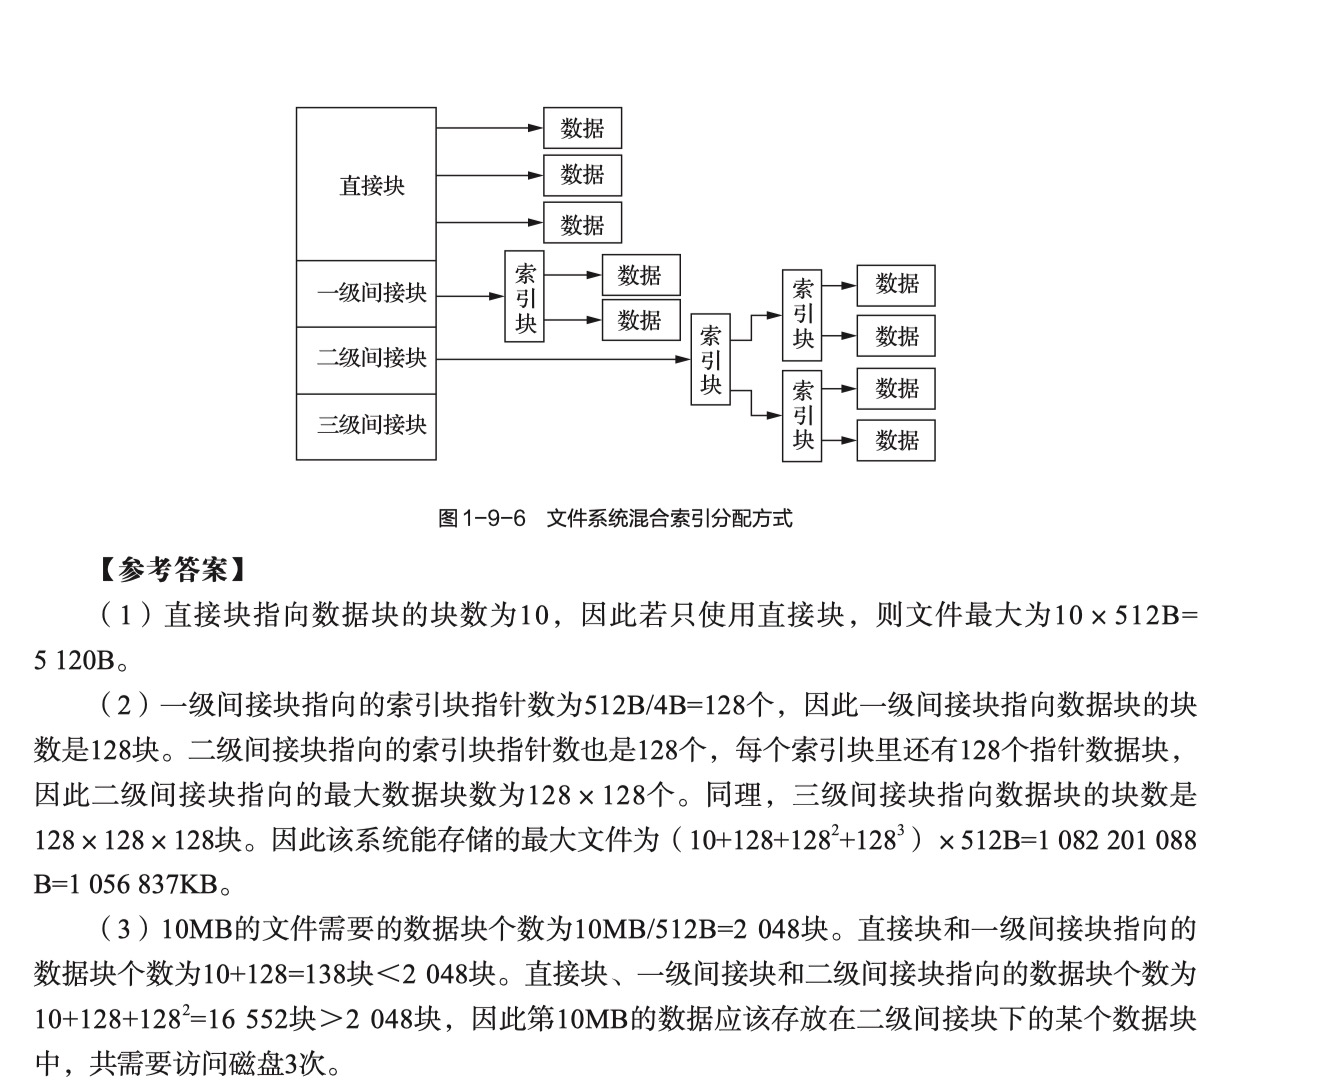 直接块
一级间接块
二级间接块
三级间接块
数据
数据
数据
索引块
数据
数据
索引块
索引块
数据
数据
索引块
数据
数据
图1-9-6 文件系统混合索引分配方式
【参考答案】
（1）直接块指向数据块的块数为10，因此若只使用直接块，则文件最大为10×512B=
5 120B。
（2）一级间接块指向的索引块指针数为512B/4B=128个，因此一级间接块指向数据块的块
数是128块。二级间接块指向的索引块指针数也是128个，每个索引块里还有128个指针数据块，
因此二级间接块指向的最大数据块数为128×128个。同理，三级间接块指向数据块的块数是
128×128×128块。因此该系统能存储的最大文件为（10+128+128²+128³）×512B=1 082 201 088
B=1 056 837KB。
（3）10MB的文件需要的数据块个数为10MB/512B=2 048块。直接块和一级间接块指向的
数据块个数为10+128=138块＜2 048块。直接块、一级间接块和二级间接块指向的数据块个数为
10+128+128²=16 552块＞2 048块，因此第10MB的数据应该存放在二级间接块下的某个数据块
中，共需要访问磁盘3次。